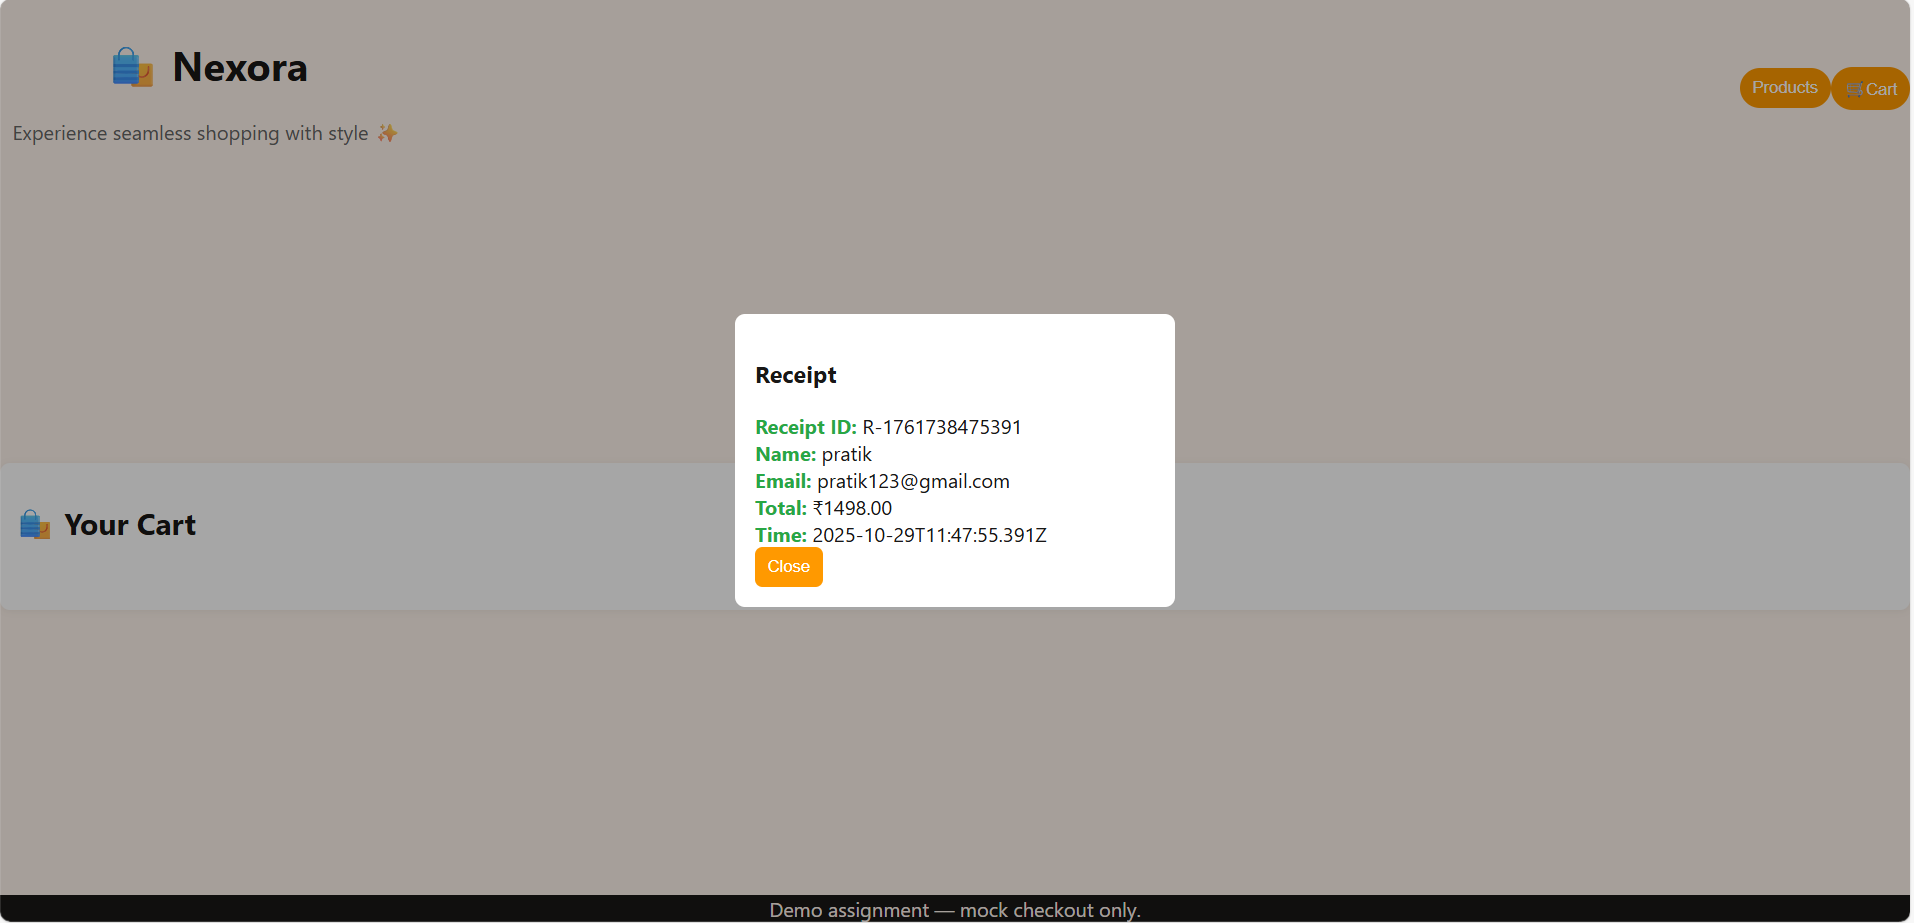 Nexora
Experience seamless shopping with style ✨
Products
🛒Cart
Receipt
Receipt ID: R-1761738475391
Name: pratik
Email: pratik123@gmail.com
Total: ₹1498.00
Time: 2025-10-29T11:47:55.391Z
Close
Your Cart
Demo assignment — mock checkout only.